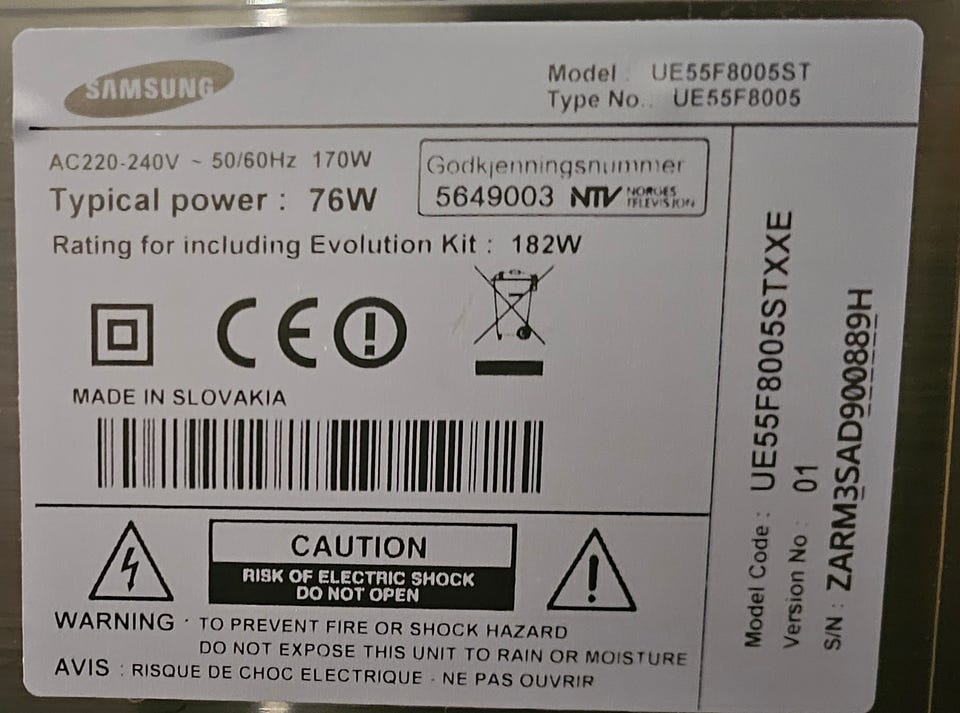 SAMSUNG
Model : UE55F8005ST
Type No.. UE55F8005
AC220-240V ~ 50/60Hz 170W
Typical power : 76W
Rating for including Evolution Kit : 182W
Godkjenningsnummer
5649003 NTV NORGES TELEVISJON
CE
MADE IN SLOVAKIA
CAUTION
RISK OF ELECTRIC SHOCK
DO NOT OPEN
WARNING : TO PREVENT FIRE OR SHOCK HAZARD
DO NOT EXPOSE THIS UNIT TO RAIN OR MOISTURE
AVIS : RISQUE DE CHOC ELECTRIQUE - NE PAS OUVRIR
Model Code : UE55F8005STXXE
Version No : 01
S/N : ZARM3SAD900889H